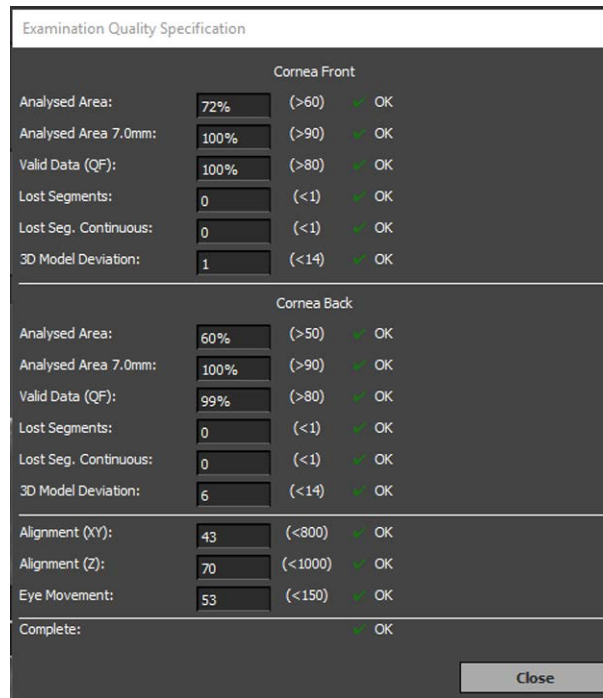 Examination Quality Specification
Cornea Front
Analysed Area: 72% (>60) ✓ OK
Analysed Area 7.0mm: 100% (>90) ✓ OK
Valid Data (QF): 100% (>80) ✓ OK
Lost Segments: 0 (<1) ✓ OK
Lost Seg. Continuous: 0 (<1) ✓ OK
3D Model Deviation: 1 (<14) ✓ OK
Cornea Back
Analysed Area: 60% (>50) ✓ OK
Analysed Area 7.0mm: 100% (>90) ✓ OK
Valid Data (QF): 99% (>80) ✓ OK
Lost Segments: 0 (<1) ✓ OK
Lost Seg. Continuous: 0 (<1) ✓ OK
3D Model Deviation: 6 (<14) ✓ OK
Alignment (XY): 43 (<800) ✓ OK
Alignment (Z): 70 (<1000) ✓ OK
Eye Movement: 53 (<150) ✓ OK
Complete: ✓ OK
Close